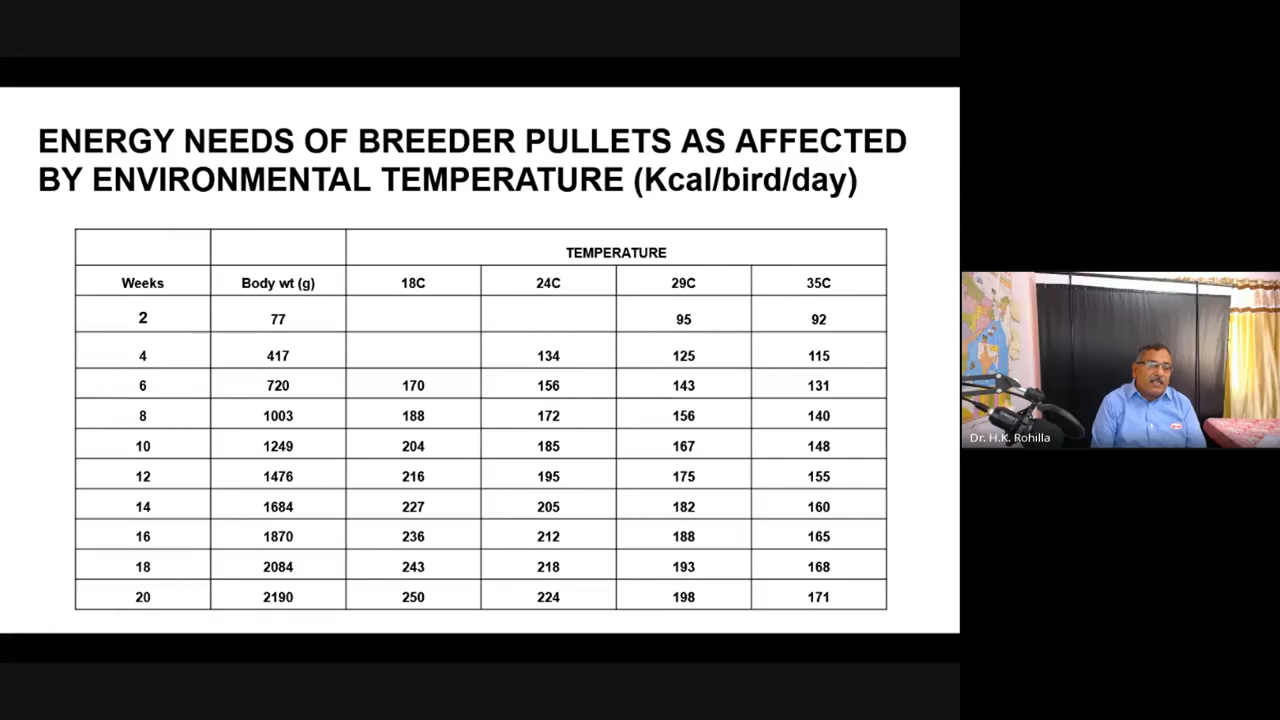 ENERGY NEEDS OF BREEDER PULLETS AS AFFECTED
BY ENVIRONMENTAL TEMPERATURE (Kcal/bird/day)
TEMPERATURE
Weeks Body wt (g) 18C 24C 29C 35C
2 77 95 92
4 417 134 125 115
6 720 170 156 143 131
8 1003 188 172 156 140
10 1249 204 185 167 148
12 1476 216 195 175 155
14 1684 227 205 182 160
16 1870 236 212 188 165
18 2084 243 218 193 168
20 2190 250 224 198 171
Dr. H.K. Rohilla